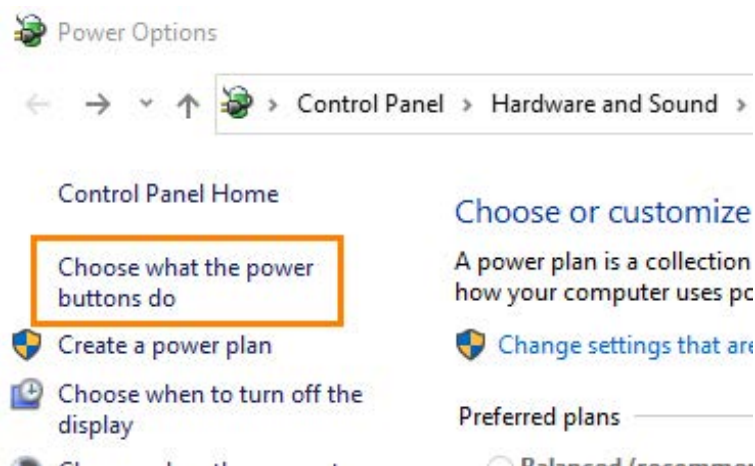 Power Options
Control Panel > Hardware and Sound >
Control Panel Home
Choose what the power
buttons do
Create a power plan
Choose when to turn off the
display
Choose or customize
A power plan is a collection
how your computer uses
Change settings that
Preferred plans
Balanced